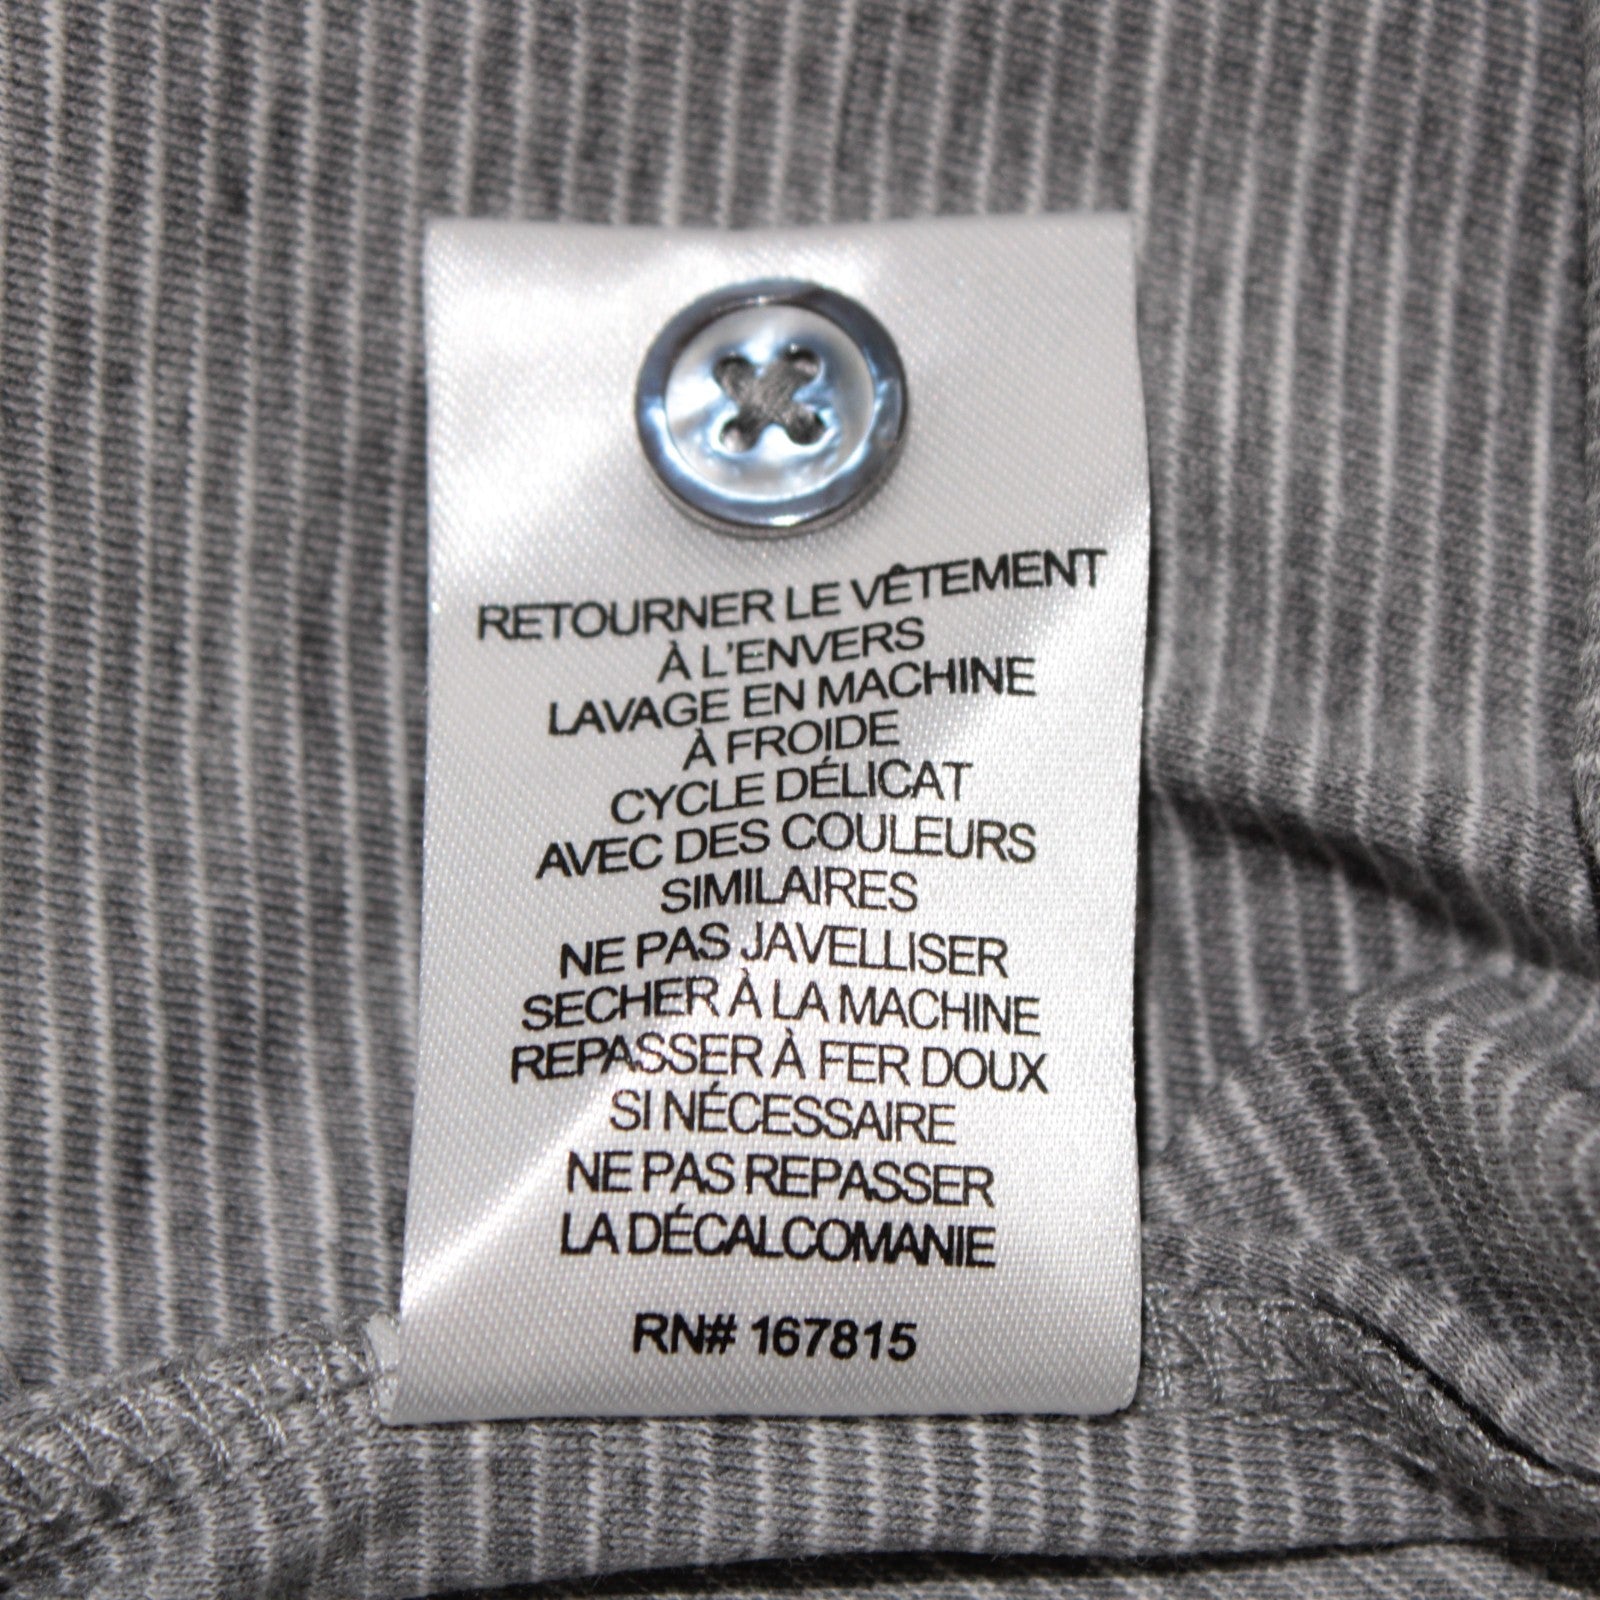 RETOURNER LE VÊTEMENT
À L'ENVERS
LAVAGE EN MACHINE
À FROIDE
CYCLE DÉLICAT
AVEC DES COULEURS
SIMILAIRES
NE PAS JAVELLISER
SECHER À LA MACHINE
REPASSER À FER DOUX
SI NÉCESSAIRE
NE PAS REPASSER
LA DÉCALCOMANIE
RN# 167815